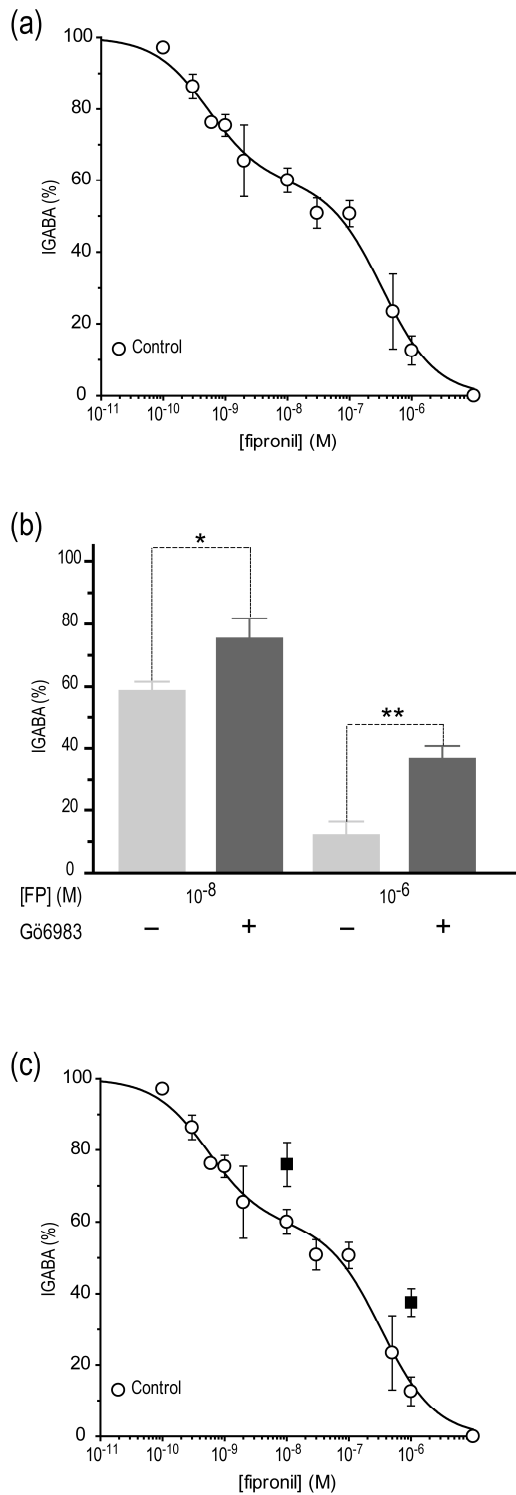 (a)
100
80
60
40
20
0
IGABA (%)
Control
10-11 10-10 10-9 10-8 10-7 10-6
[fipronil] (M)
(b)
100
80
60
40
20
0
IGABA (%)
*
**
[FP] (M) 10-8 10-6
Gö6983 – + – +
(c)
100
80
60
40
20
0
IGABA (%)
Control
10-11 10-10 10-9 10-8 10-7 10-6
[fipronil] (M)